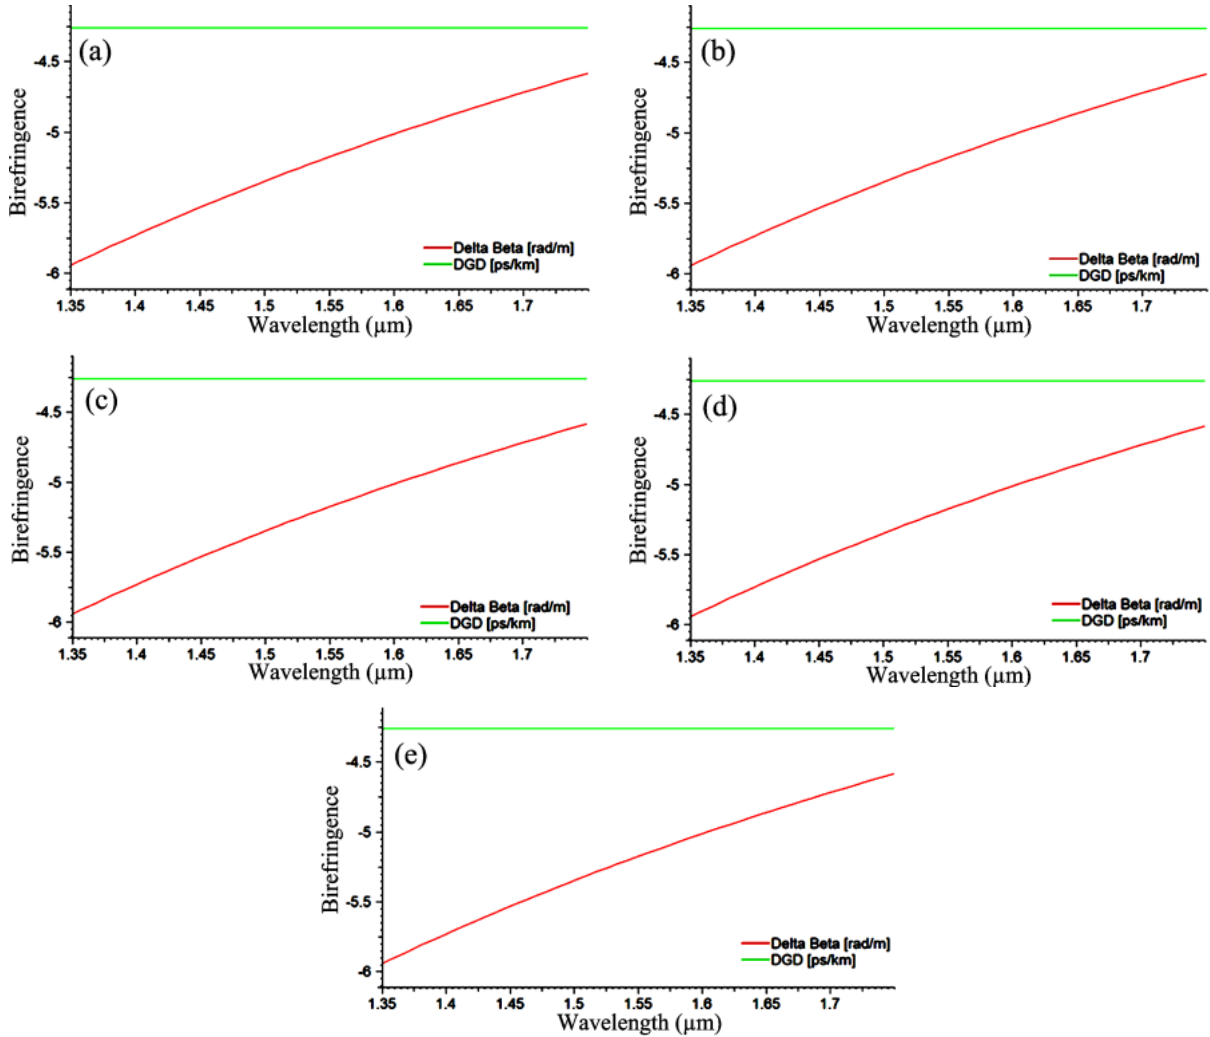 (a)
Birefringence
-4.5
-5
-5.5
-6
Delta Beta [rad/m]
DGD [ps/km]
1.35 1.4 1.45 1.5 1.55 1.6 1.65 1.7
Wavelength (µm)
(b)
Birefringence
-4.5
-5
-5.5
-6
Delta Beta [rad/m]
DGD [ps/km]
1.35 1.4 1.45 1.5 1.55 1.6 1.65 1.7
Wavelength (µm)
(c)
Birefringence
-4.5
-5
-5.5
-6
Delta Beta [rad/m]
DGD [ps/km]
1.35 1.4 1.45 1.5 1.55 1.6 1.65 1.7
Wavelength (µm)
(d)
Birefringence
-4.5
-5
-5.5
-6
Delta Beta [rad/m]
DGD [ps/km]
1.35 1.4 1.45 1.5 1.55 1.6 1.65 1.7
Wavelength (µm)
(e)
Birefringence
-4.5
-5
-5.5
-6
Delta Beta [rad/m]
DGD [ps/km]
1.35 1.4 1.45 1.5 1.55 1.6 1.65 1.7
Wavelength (µm)